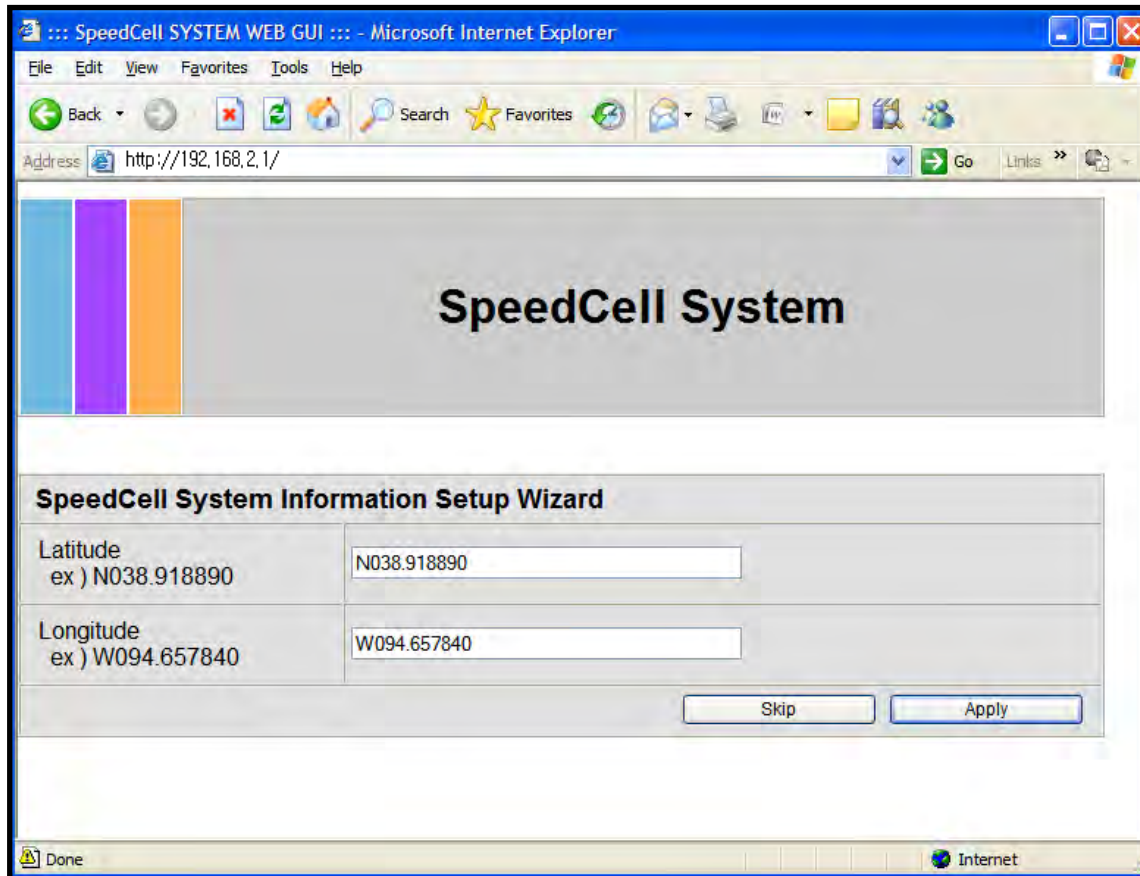 ::: SpeedCell SYSTEM WEB GUI ::: - Microsoft Internet Explorer
File Edit View Favorites Tools Help
Back Search Favorites
Address http://192,168,2,1/ Go Links »
SpeedCell System
SpeedCell System Information Setup Wizard
Latitude
ex ) N038.918890
N038.918890
Longitude
ex ) W094.657840
W094.657840
Skip Apply
Done Internet